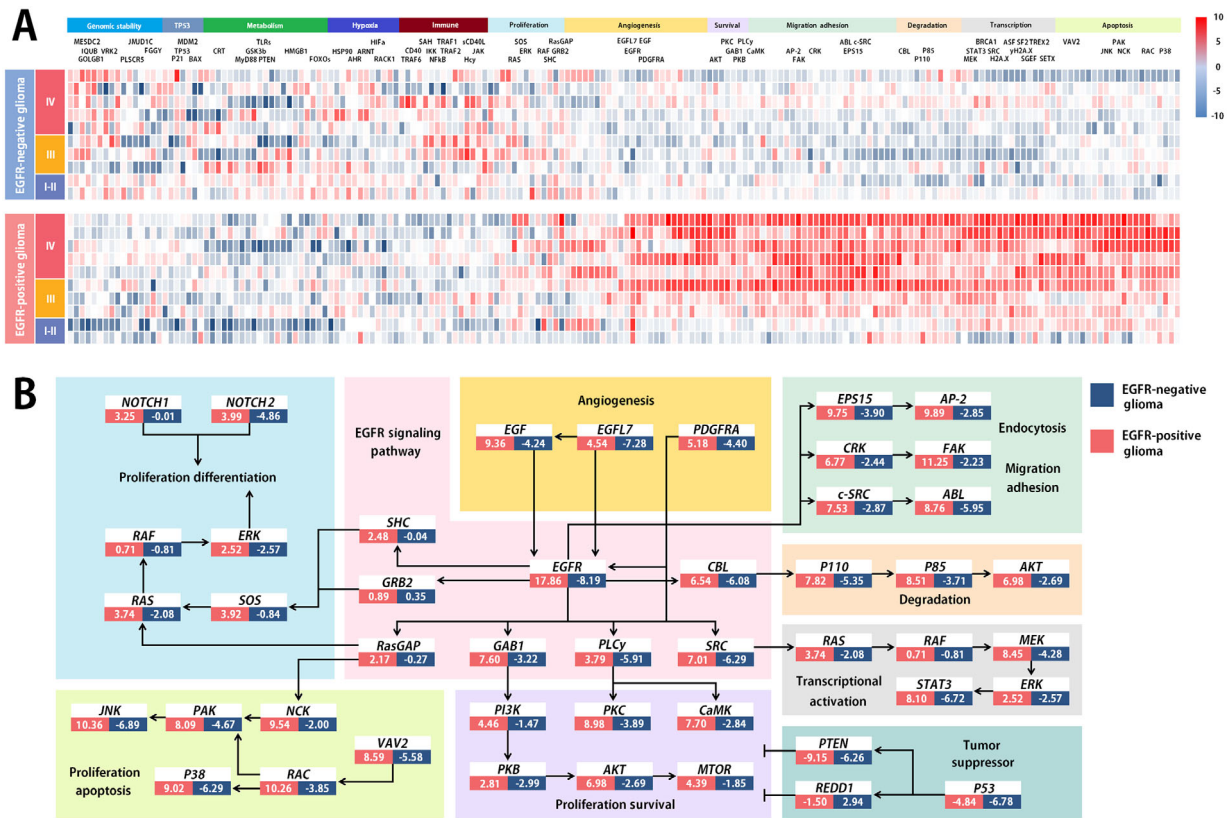 A
Genomic stability TP53 Metabolism Hypoxia Immune Proliferation Angiogenesis Survival Migration adhesion Degradation Transcription Apoptosis
MESDC2 JMUD1C MDM2 TLRs HIFa SAH TRAF1 sCD40L SOS RasGAP EGFL7 EGF PKC PLCy ABL c-SRC BRCA1 ASF SF2 TREX2 VAV2 PAK
IQUB VRK2 FGGY TP53 CRT GSK3b HMGB1 HSP90 ARNT CD40 IKK TRAF2 JAK ERK RAF GRB2 EGFR GAB1 CaMK AP-2 CRK EPS15 CBL P85 STAT3 SRC γH2A.X JNK NCK RAC P38
GOLGB1 PLSCR5 P21 BAX MyD88 PTEN FOXOs AHR RACK1 TRAF6 NFkB Hcy RAS SHC PDGFRA AKT PKB FAK P110 MEK H2A.X SGEF SETX
10
5
0
-5
-10
EGFR-negative glioma
IV
III
I-II
EGFR-positive glioma
IV
III
I-II
B
EGFR-negative
glioma
EGFR-positive
glioma
NOTCH1
3.25 -0.01
NOTCH2
3.99 -4.86
Proliferation differentiation
RAF
0.71 -0.81
ERK
2.52 -2.57
RAS
3.74 -2.08
SOS
3.92 -0.84
EGFR signaling
pathway
SHC
2.48 -0.04
GRB2
0.89 0.35
EGFR
17.86 -8.19
CBL
6.54 -6.08
RasGAP
2.17 -0.27
GAB1
7.60 -3.22
PLCy
3.79 -5.91
SRC
7.01 -6.29
Angiogenesis
EGF
9.36 -4.24
EGFL7
4.54 -7.28
PDGFRA
5.18 -4.40
EPS15
9.75 -3.90
AP-2
9.89 -2.85
Endocytosis
CRK
6.77 -2.44
FAK
11.25 -2.23
Migration
adhesion
c-SRC
7.53 -2.87
ABL
8.76 -5.95
P110
7.82 -5.35
P85
8.51 -3.71
AKT
6.98 -2.69
Degradation
RAS
3.74 -2.08
RAF
0.71 -0.81
MEK
8.45 -4.28
Transcriptional
activation
STAT3
8.10 -6.72
ERK
2.52 -2.57
JNK
10.36 -6.89
PAK
8.09 -4.67
NCK
9.54 -2.00
VAV2
8.59 -5.58
Proliferation
apoptosis
P38
9.02 -6.29
RAC
10.26 -3.85
PI3K
4.46 -1.47
PKC
8.98 -3.89
CaMK
7.70 -2.84
PKB
2.81 -2.99
AKT
6.98 -2.69
MTOR
4.39 -1.85
Proliferation survival
PTEN
-9.15 -6.26
Tumor
suppressor
REDD1
-1.50 2.94
P53
-4.84 -6.78